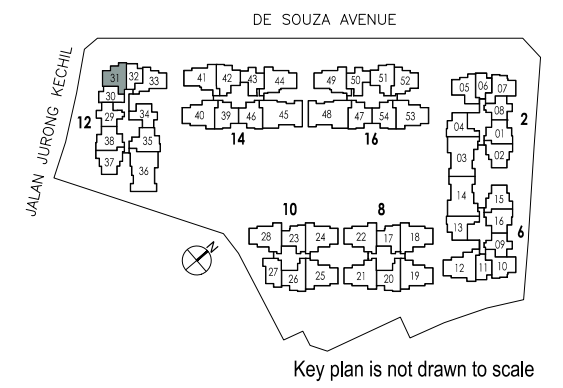 DE SOUZA AVENUE
JALAN JURONG KECHIL
31 32 33
30
29 34
12
38 35
37 36
41 42 43 44
40 39 46 45
14
49 50 51 52
48 47 54 53
16
05 06 07
08
04 01
2
03 02
14 15
13 16
09
6
12 11 10
10
28 23 24
27 26 25
8
22 17 18
21 20 19
N
Key plan is not drawn to scale